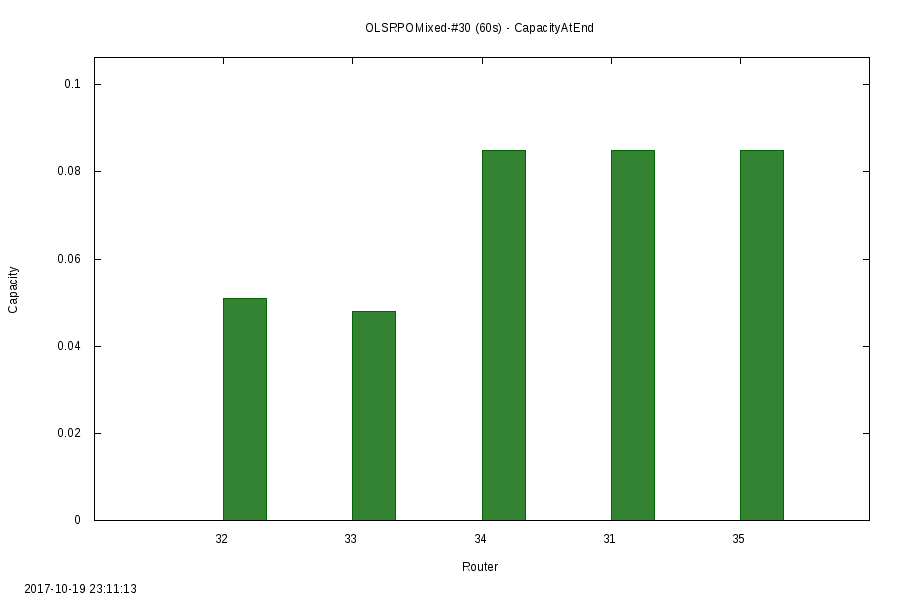 OLSRPOMixed-#30 (60s) - CapacityAtEnd
0.1
0.08
0.06
0.04
0.02
0
Capacity
32 33 34 31 35
Router
2017-10-19 23:11:13